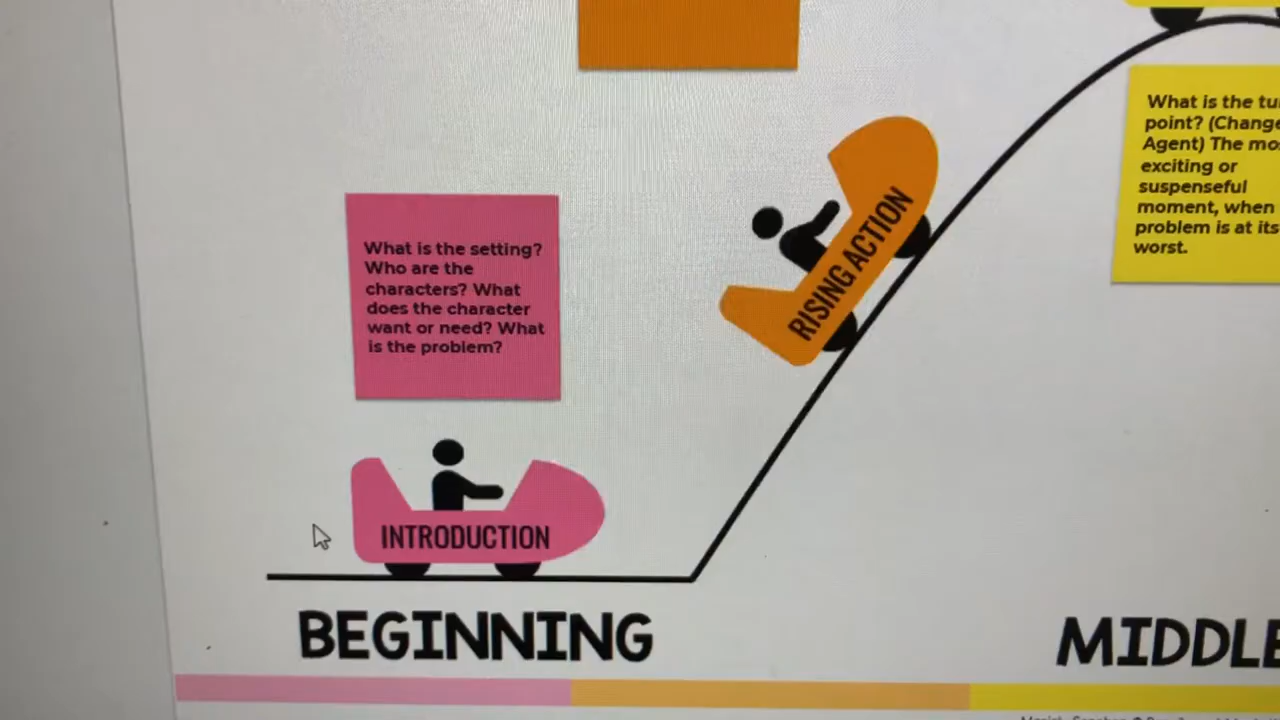 What is the setting?
Who are the
characters? What
does the character
want or need? What
is the problem?
INTRODUCTION
RISING ACTION
What is the
point? (Change
Agent) The
exciting or
suspenseful
moment, when
problem is at its
worst.
BEGINNING
MIDDLE